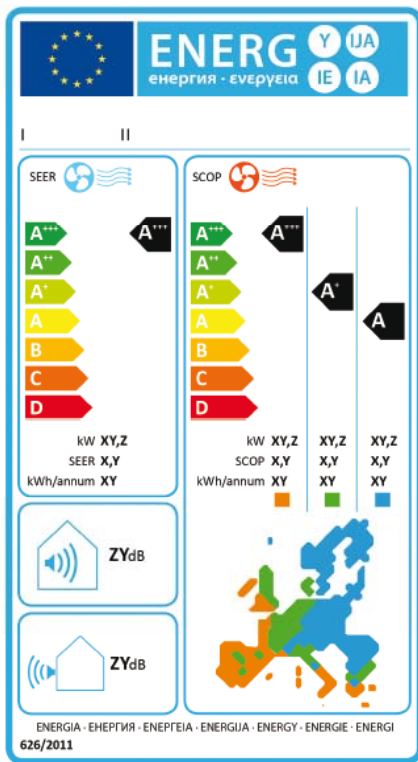 ENERG Y IJA
енергия · ενεργεια IE IA
I II
SEER
A+++ A+++
A++
A+
A
B
C
D
kW XY,Z
SEER X,Y
kWh/annum XY
SCOP
A+++ A+++
A++
A+ A+
A A
B
C
D
kW XY,Z XY,Z XY,Z
SCOP X,Y X,Y X,Y
kWh/annum XY XY XY
ZYdB
ZYdB
ENERGIA · ЕНЕРГИЯ · ΕΝΕΡΓΕΙΑ · ENERGIJA · ENERGY · ENERGIE · ENERGI
626/2011